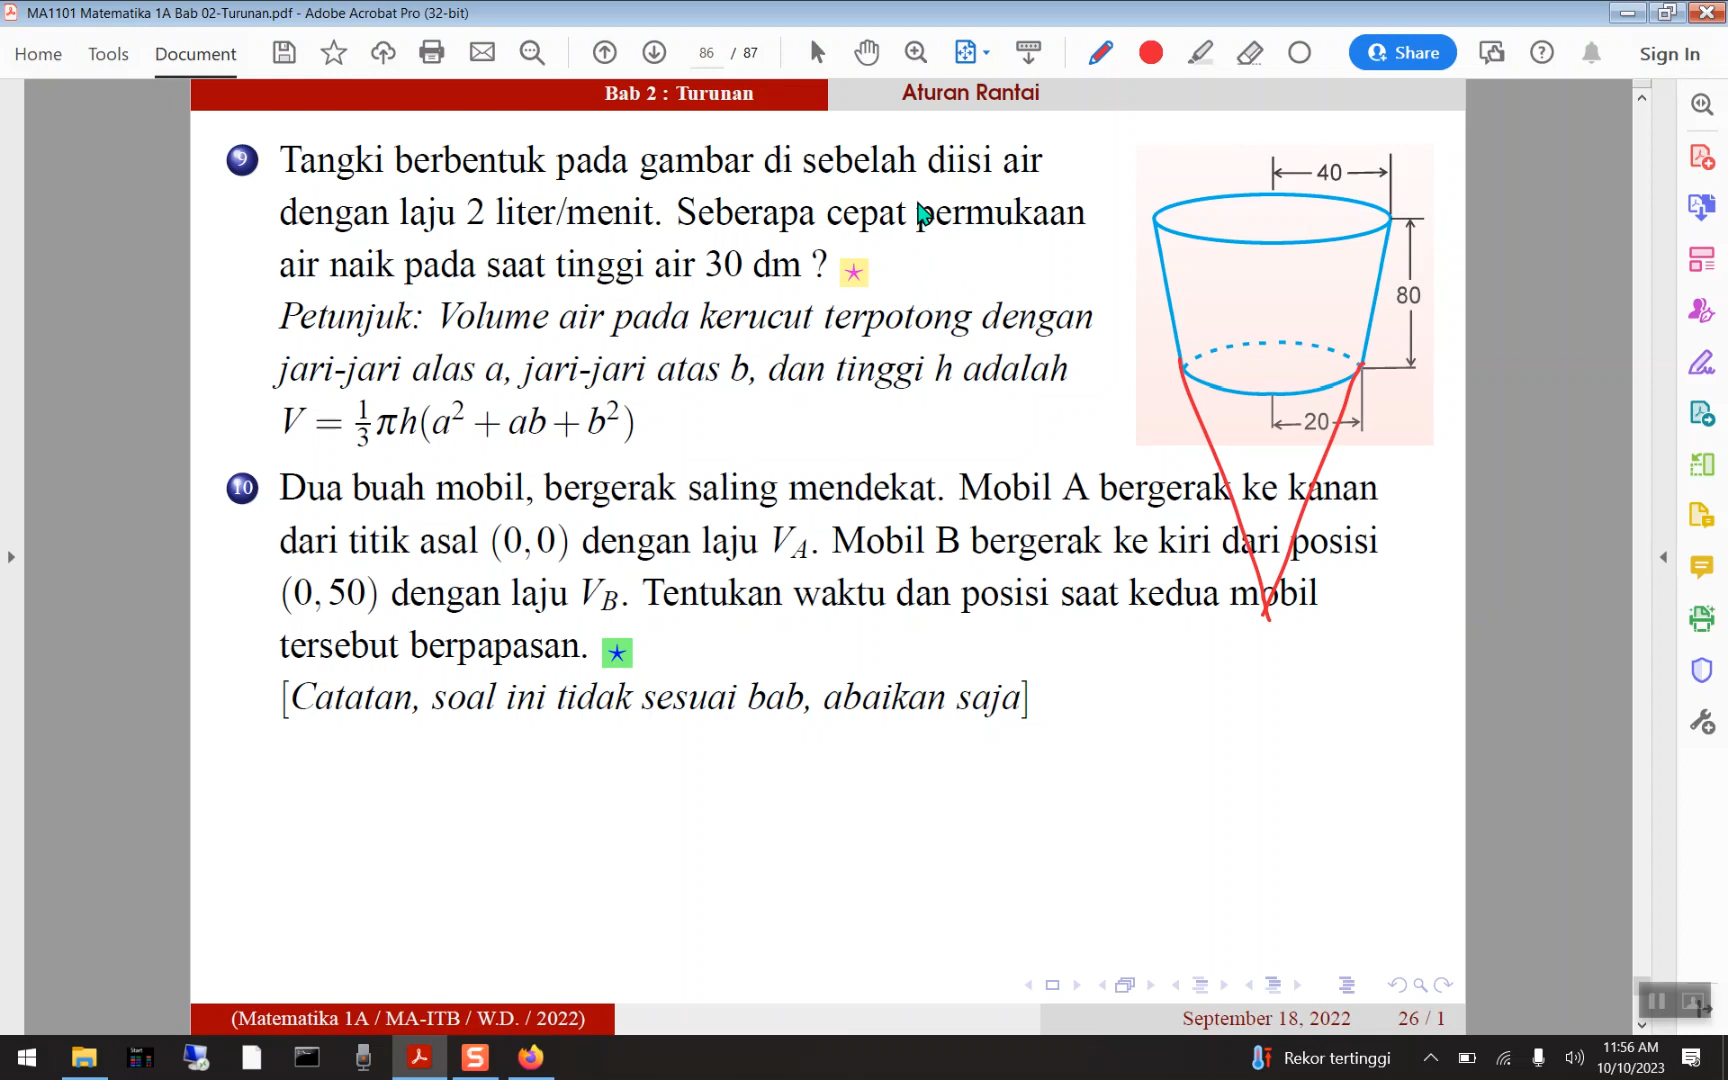 MA1101 Matematika 1A Bab 02-Turunan.pdf - Adobe Acrobat Pro (32-bit)
Home Tools Document 86 / 87 Share Sign In
Bab 2 : Turunan Aturan Rantai
9 Tangki berbentuk pada gambar di sebelah diisi air
dengan laju 2 liter/menit. Seberapa cepat permukaan
air naik pada saat tinggi air 30 dm ?
Petunjuk: Volume air pada kerucut terpotong dengan
jari-jari alas a, jari-jari atas b, dan tinggi h adalah
V = 1/3 πh(a² + ab + b²)
40
80
20
10 Dua buah mobil, bergerak saling mendekat. Mobil A bergerak ke kanan
dari titik asal (0,0) dengan laju V_A. Mobil B bergerak ke kiri dari posisi
(0,50) dengan laju V_B. Tentukan waktu dan posisi saat kedua mobil
tersebut berpapasan.
[Catatan, soal ini tidak sesuai bab, abaikan saja]
(Matematika 1A / MA-ITB / W.D. / 2022) September 18, 2022 26 / 1
Rekor tertinggi 11:56 AM
10/10/2023